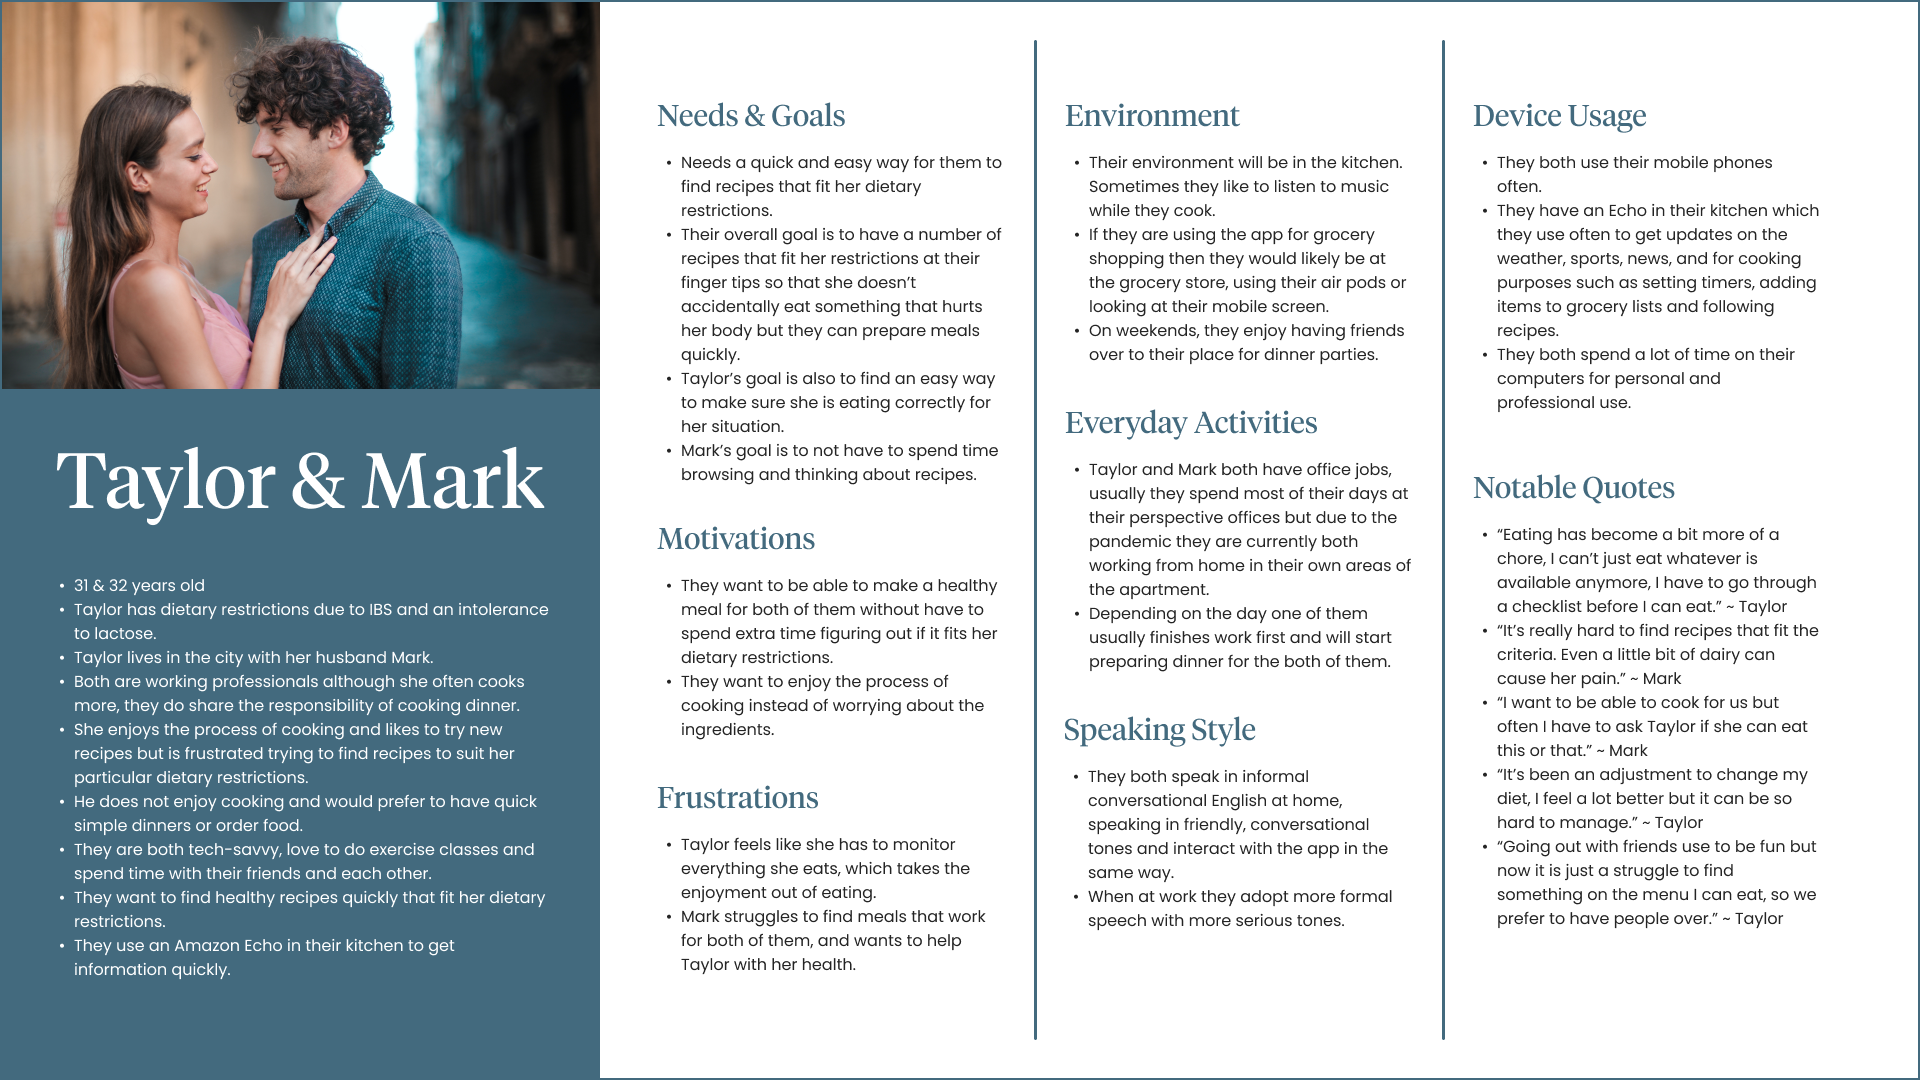 Taylor & Mark
• 31 & 32 years old
• Taylor has dietary restrictions due to IBS and an intolerance
to lactose.
• Taylor lives in the city with her husband Mark.
• Both are working professionals although she often cooks
more, they do share the responsibility of cooking dinner.
• She enjoys the process of cooking and likes to try new
recipes but is frustrated trying to find recipes to suit her
particular dietary restrictions.
• He does not enjoy cooking and would prefer to have quick
simple dinners or order food.
• They are both tech-savvy, love to do exercise classes and
spend time with their friends and each other.
• They want to find healthy recipes quickly that fit her dietary
restrictions.
• They use an Amazon Echo in their kitchen to get
information quickly.
Needs & Goals
• Needs a quick and easy way for them to
find recipes that fit her dietary
restrictions.
• Their overall goal is to have a number of
recipes that fit her restrictions at their
finger tips so that she doesn’t
accidentally eat something that hurts
her body but they can prepare meals
quickly.
• Taylor’s goal is also to find an easy way
to make sure she is eating correctly for
her situation.
• Mark’s goal is to not have to spend time
browsing and thinking about recipes.
Motivations
• They want to be able to make a healthy
meal for both of them without have to
spend extra time figuring out if it fits her
dietary restrictions.
• They want to enjoy the process of
cooking instead of worrying about the
ingredients.
Frustrations
• Taylor feels like she has to monitor
everything she eats, which takes the
enjoyment out of eating.
• Mark struggles to find meals that work
for both of them, and wants to help
Taylor with her health.
Environment
• Their environment will be in the kitchen.
Sometimes they like to listen to music
while they cook.
• If they are using the app for grocery
shopping then they would likely be at
the grocery store, using their air pods or
looking at their mobile screen.
• On weekends, they enjoy having friends
over to their place for dinner parties.
Everyday Activities
• Taylor and Mark both have office jobs,
usually they spend most of their days at
their perspective offices but due to the
pandemic they are currently both
working from home in their own areas of
the apartment.
• Depending on the day one of them
usually finishes work first and will start
preparing dinner for the both of them.
Speaking Style
• They both speak in informal
conversational English at home,
speaking in friendly, conversational
tones and interact with the app in the
same way.
• When at work they adopt more formal
speech with more serious tones.
Device Usage
• They both use their mobile phones
often.
• They have an Echo in their kitchen which
they use often to get updates on the
weather, sports, news, and for cooking
purposes such as setting timers, adding
items to grocery lists and following
recipes.
• They both spend a lot of time on their
computers for personal and
professional use.
Notable Quotes
• “Eating has become a bit more of a
chore, I can’t just eat whatever is
available anymore, I have to go through
a checklist before I can eat.” ~ Taylor
• “It’s really hard to find recipes that fit the
criteria. Even a little bit of dairy can
cause her pain.” ~ Mark
• “I want to be able to cook for us but
often I have to ask Taylor if she can eat
this or that.” ~ Mark
• “It’s been an adjustment to change my
diet, I feel a lot better but it can be so
hard to manage.” ~ Taylor
• “Going out with friends use to be fun but
now it is just a struggle to find
something on the menu I can eat, so we
prefer to have people over.” ~ Taylor